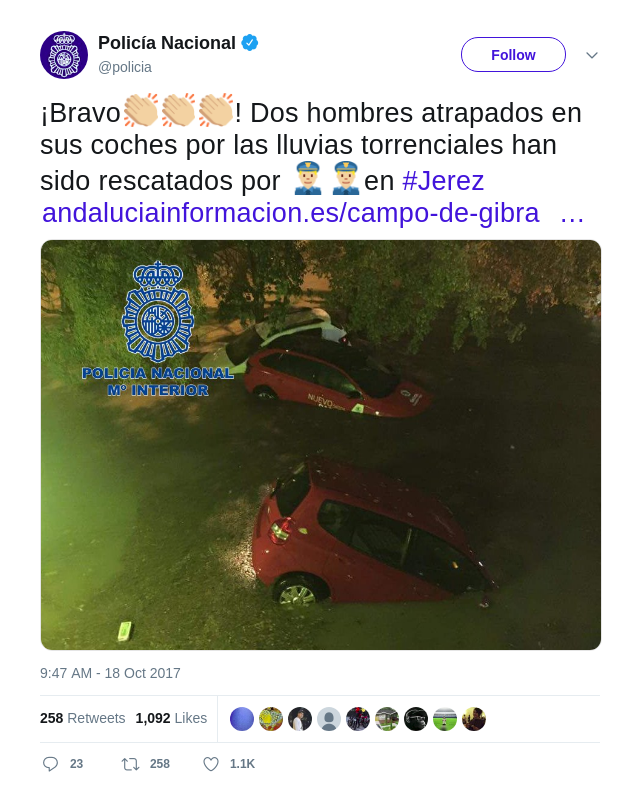 Policía Nacional
@policia
Follow
¡Bravo👏🏼👏🏼👏🏼! Dos hombres atrapados en
sus coches por las lluvias torrenciales han
sido rescatados por 👮🏻👮🏻en #Jerez
andaluciainformacion.es/campo-de-gibra …
POLICIA NACIONAL
Mº INTERIOR
NUEVO
9:47 AM - 18 Oct 2017
258 Retweets 1,092 Likes
23 258 1.1K